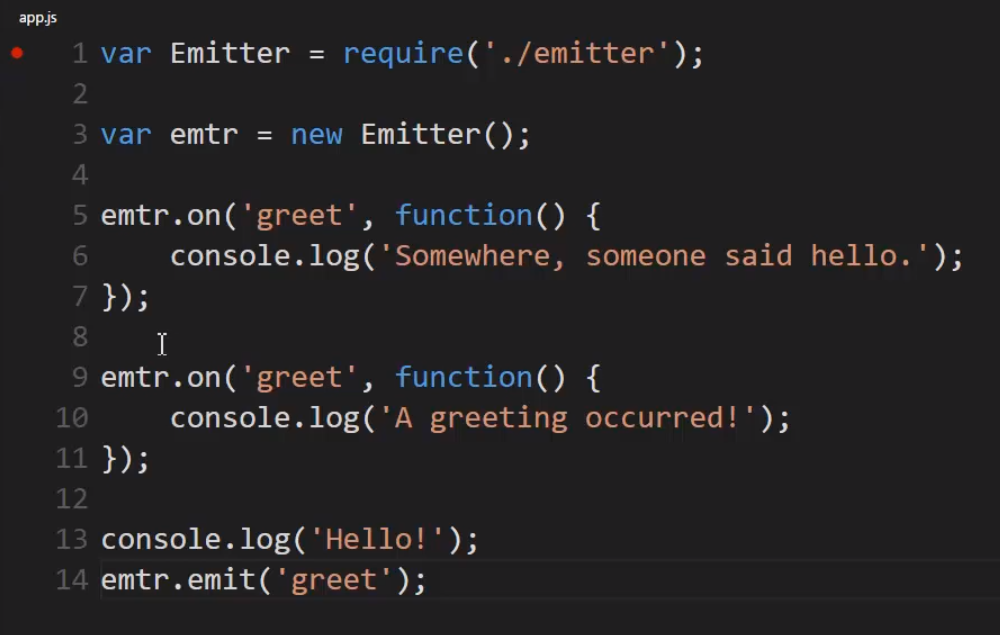 app.js
1 var Emitter = require('./emitter');
2
3 var emtr = new Emitter();
4
5 emtr.on('greet', function() {
6     console.log('Somewhere, someone said hello.');
7 });
8
9 emtr.on('greet', function() {
10     console.log('A greeting occurred!');
11 });
12
13 console.log('Hello!');
14 emtr.emit('greet');